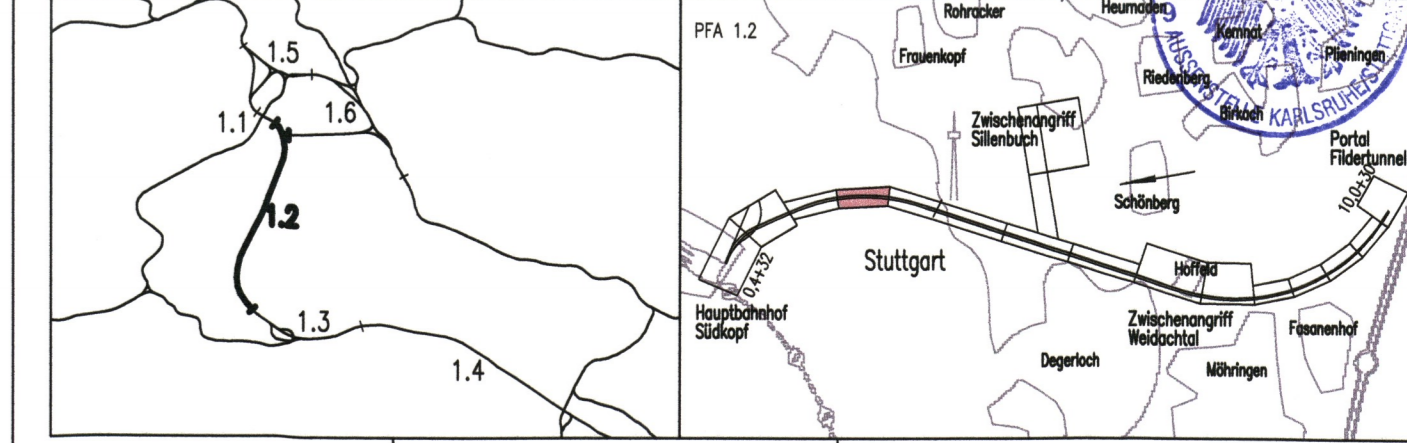 1.5
1.6
1.1
1.2
1.3
1.4
PFA 1.2
Rohracker
Heumaden
Frauenkopf
Kemnat
Plieningen
Riedenberg
Birkach
AUSSENSTELLE KARLSRUHE/STUTTG
Zwischenangriff
Sillenbuch
Portal
Fildertunnel
10,0+30
Schönberg
Stuttgart
Hoffeld
0,4+32
Hauptbahnhof
Südkopf
Zwischenangriff
Weidachtal
Fasanenhof
Degerloch
Möhringen